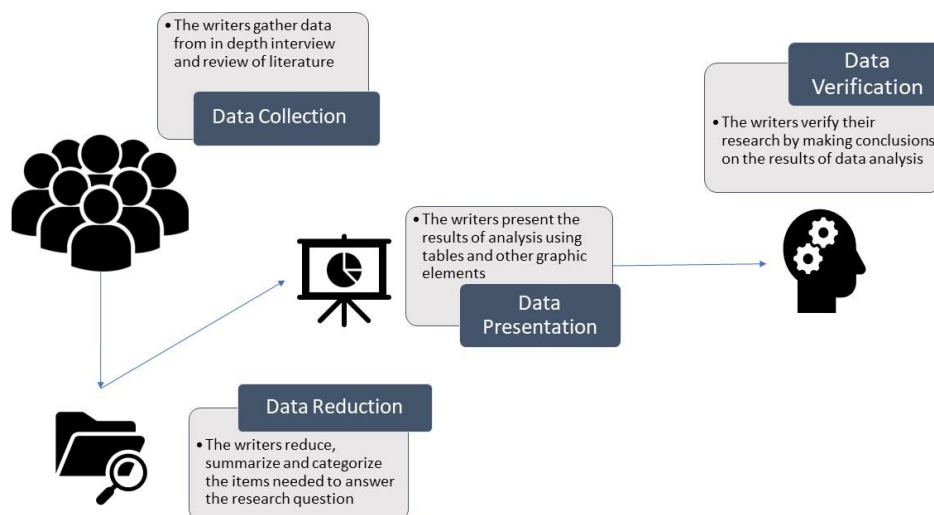 • The writers gather data
from in depth interview
and review of literature
Data Collection
Data
Verification
• The writers verify their
research by making conclusions
on the results of data analysis
• The writers present the
results of analysis using
tables and other graphic
elements
Data
Presentation
Data Reduction
• The writers reduce,
summarize and categorize
the items needed to answer
the research question